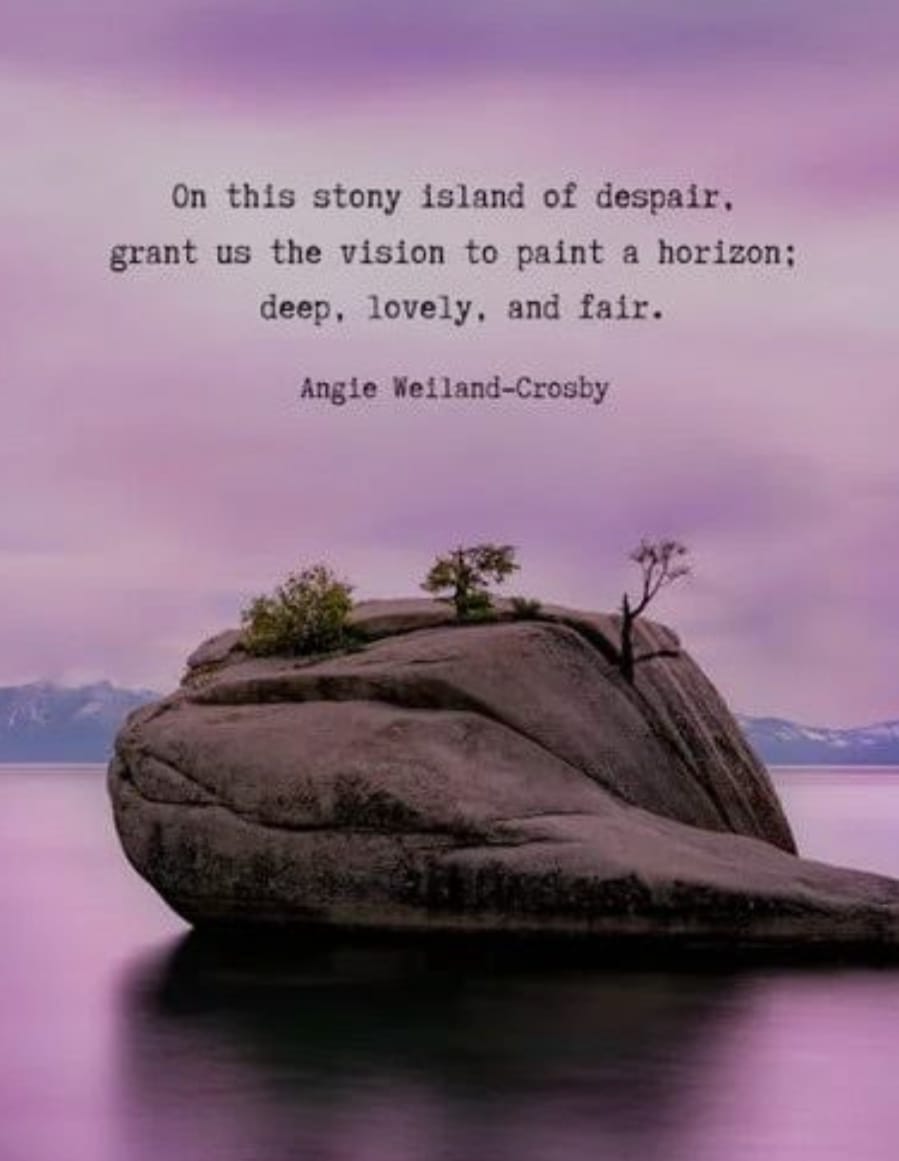 On this stony island of despair,
grant us the vision to paint a horizon;
deep, lovely, and fair.
Angie Weiland-Crosby